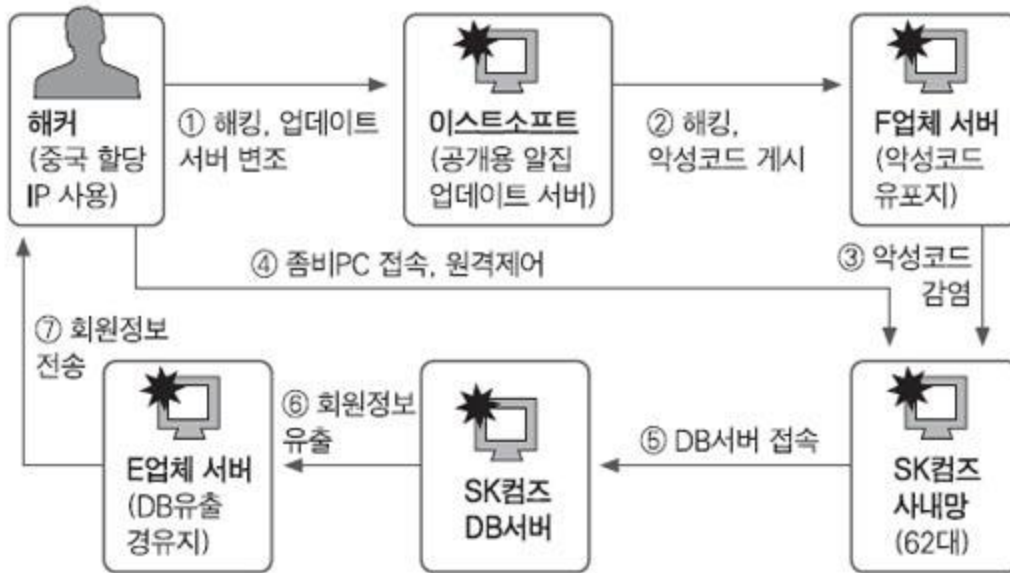 해커
(중국 할당
IP 사용)
① 해킹, 업데이트
서버 변조
이스트소프트
(공개용 알집
업데이트 서버)
② 해킹,
악성코드 게시
F업체 서버
(악성코드
유포지)
③ 악성코드
감염
④ 좀비PC 접속, 원격제어
SK컴즈
사내망
(62대)
⑤ DB서버 접속
SK컴즈
DB서버
⑥ 회원정보
유출
E업체 서버
(DB유출
경유지)
⑦ 회원정보
전송